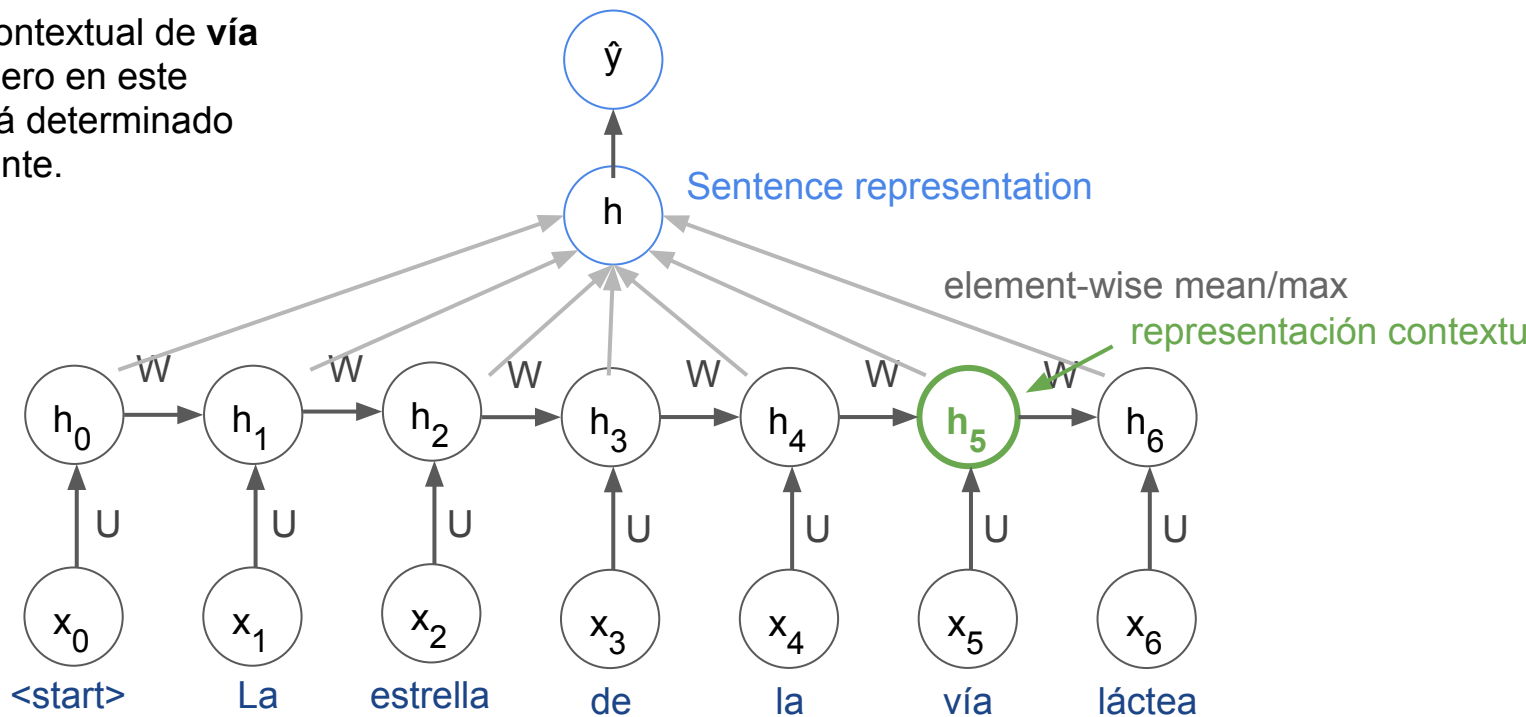 ontextual de vía
ero en este
á determinado
nte.
ŷ
h
Sentence representation
element-wise mean/max
representación contextu
W W W W W W
h0 h1 h2 h3 h4 h5 h6
U U U U U U U
x0 x1 x2 x3 x4 x5 x6
<start> La estrella de la vía láctea